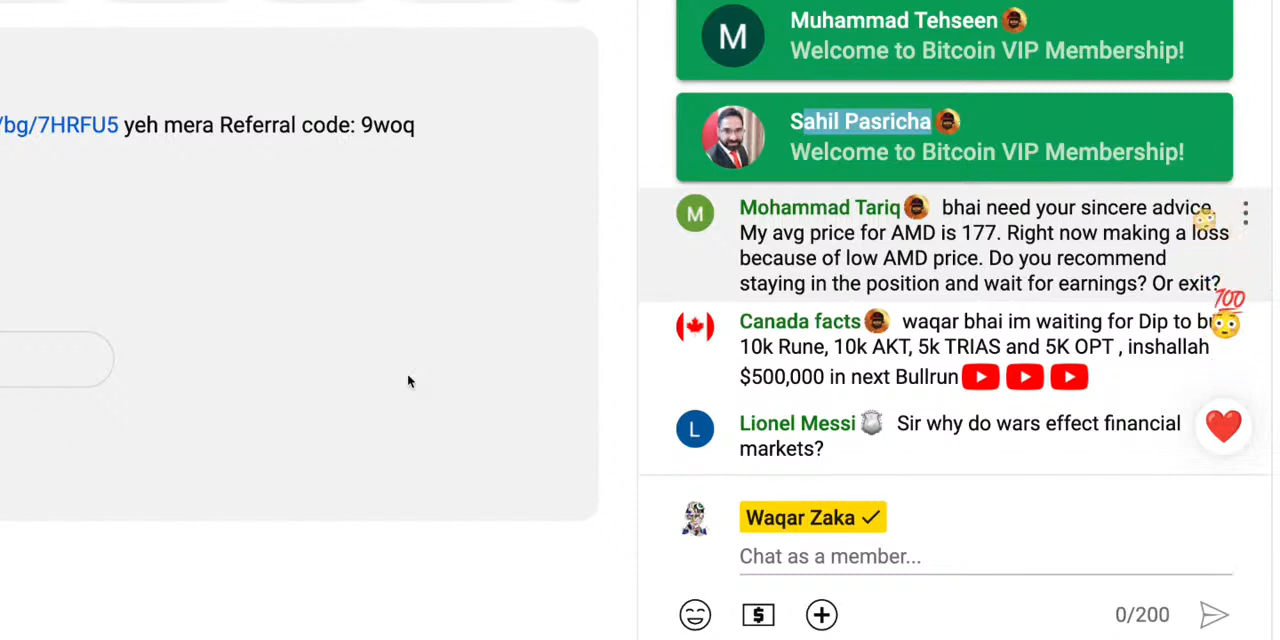 /bg/7HRFU5 yeh mera Referral code: 9woq
M
Muhammad Tehseen
Welcome to Bitcoin VIP Membership!
Sahil Pasricha
Welcome to Bitcoin VIP Membership!
M
Mohammad Tariq bhai need your sincere advice.
My avg price for AMD is 177. Right now making a loss
because of low AMD price. Do you recommend
staying in the position and wait for earnings? Or exit?
100
Canada facts waqar bhai im waiting for Dip to
10k Rune, 10k AKT, 5k TRIAS and 5K OPT , inshallah
$500,000 in next Bullrun
L
Lionel Messi Sir why do wars effect financial
markets?
Waqar Zaka
Chat as a member...
$
0/200